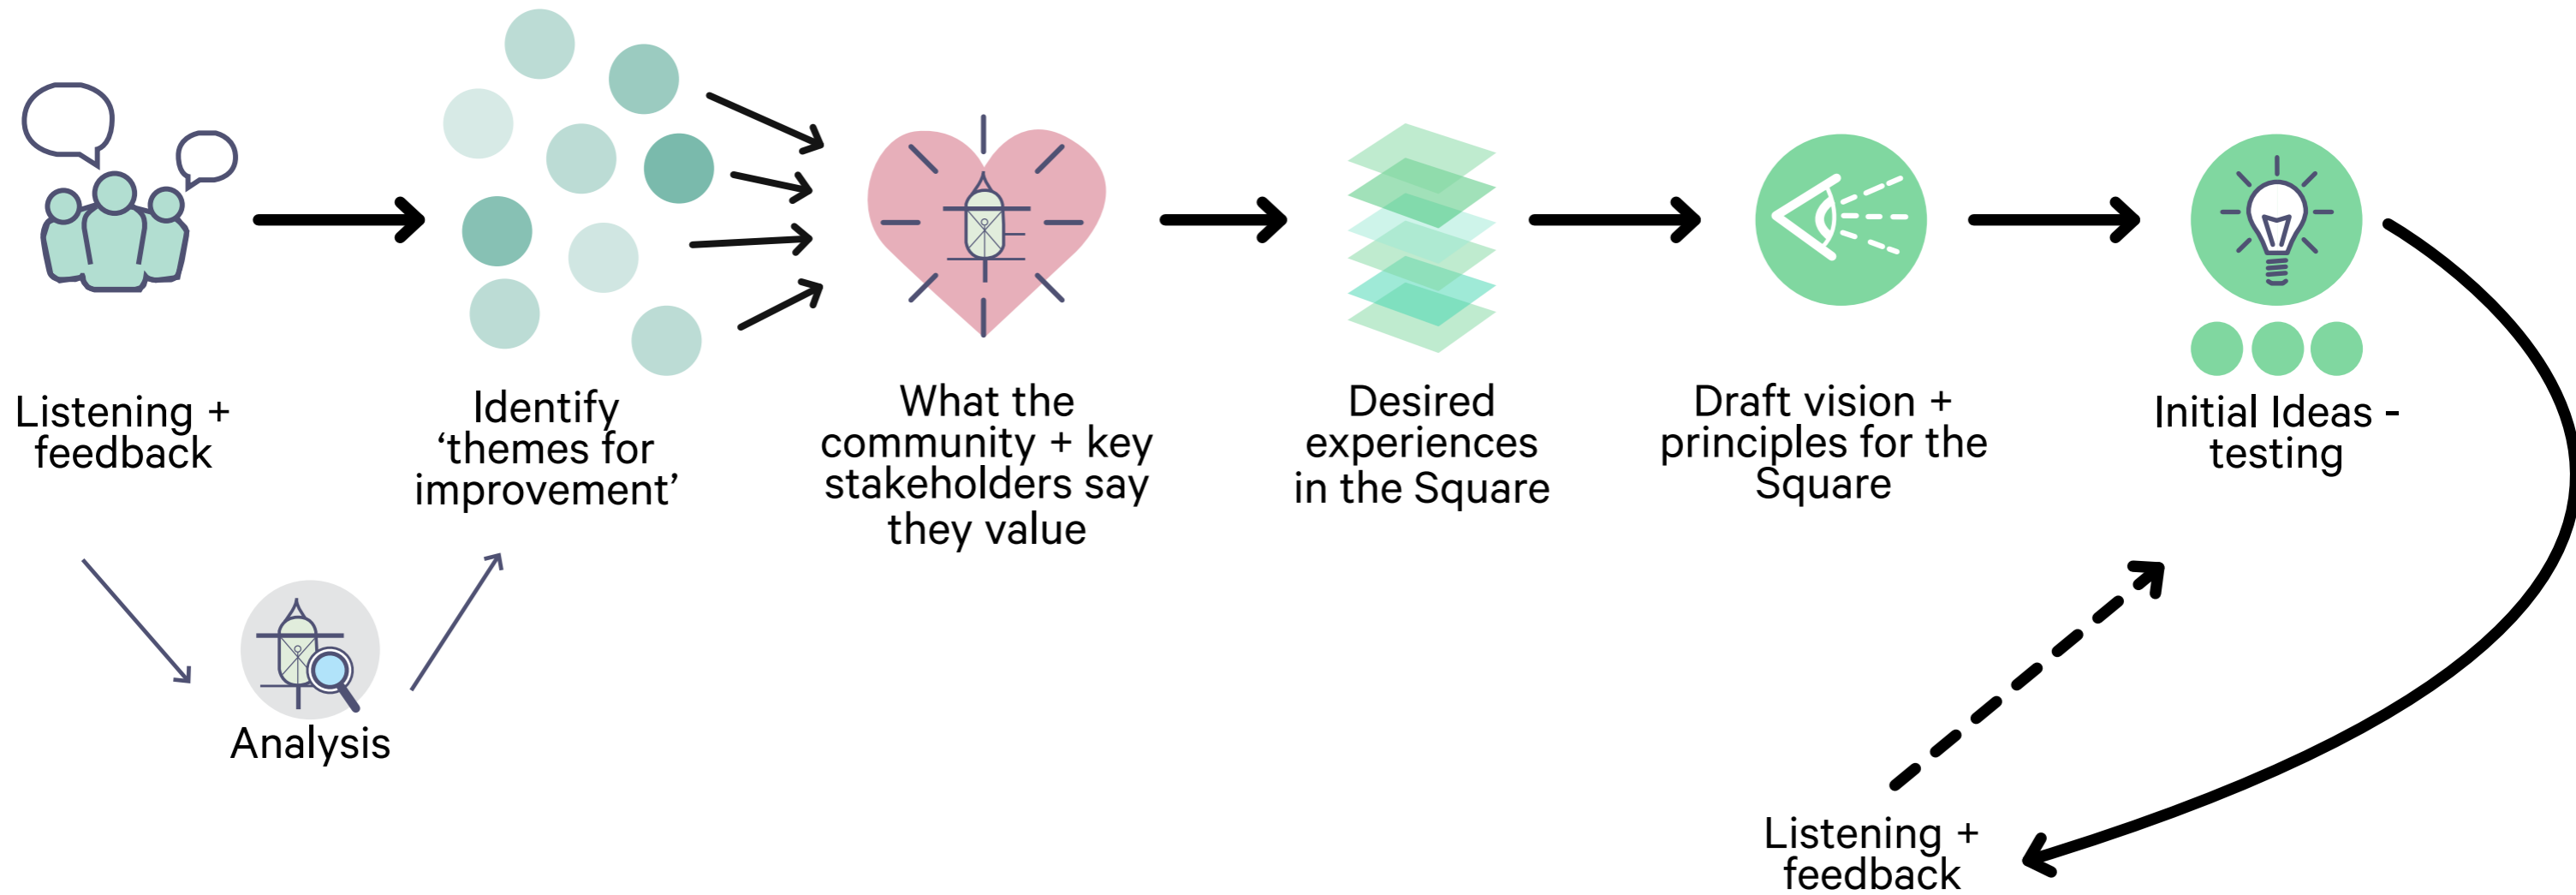 Listening +
feedback
Identify
‘themes for
improvement’
What the
community + key
stakeholders say
they value
Desired
experiences
in the Square
Draft vision +
principles for the
Square
Initial Ideas -
testing
Analysis
Listening +
feedback